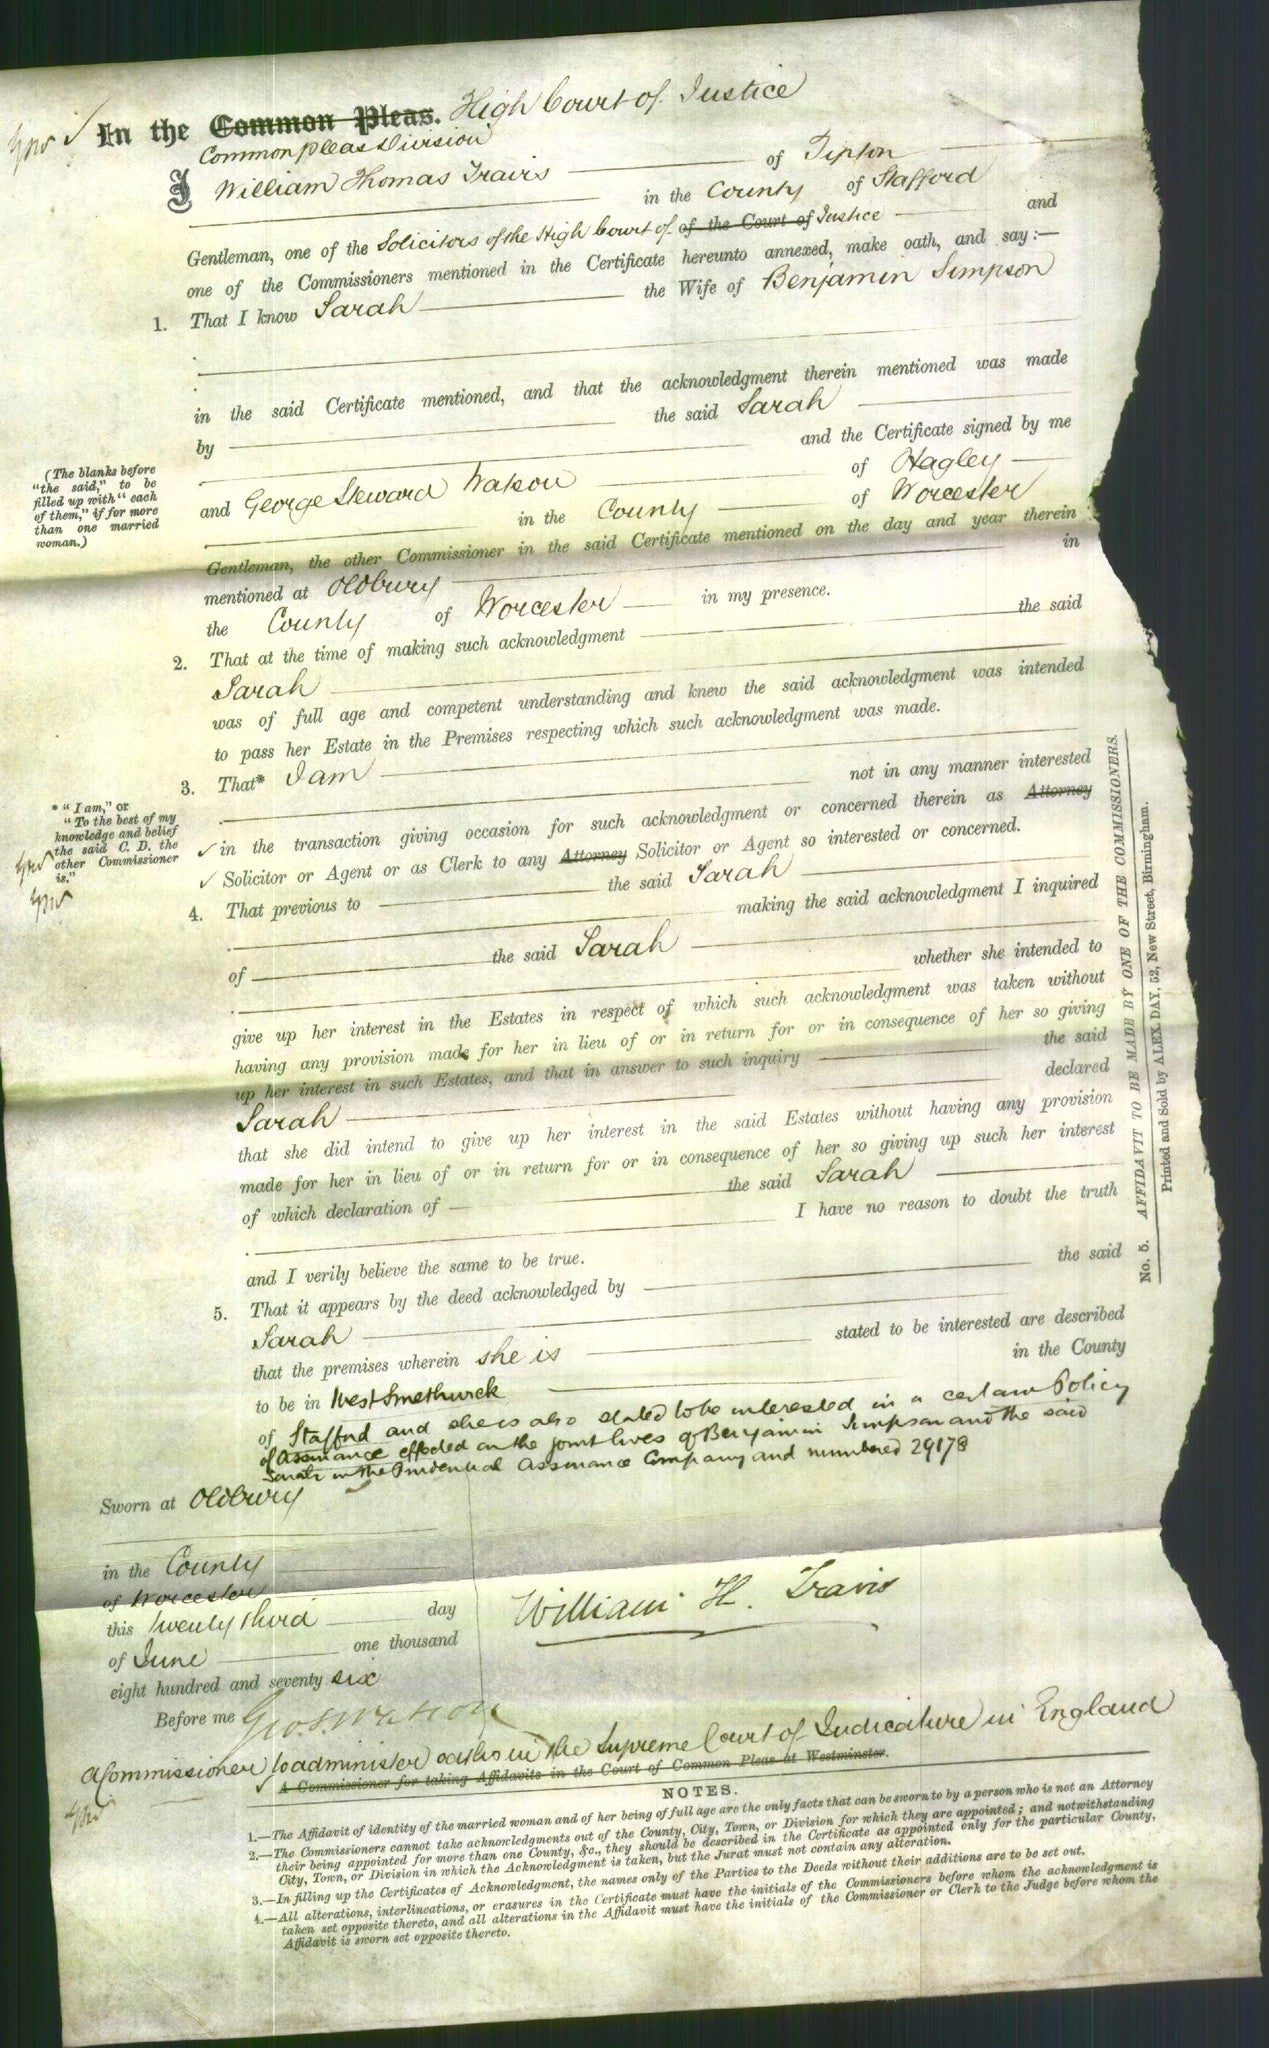 In the Common Pleas. High Court of Justice
Common Pleas Division
I William Thomas Travis of Tipton
in the County of Stafford
Gentleman, one of the Solicitors of the High Court of of the Court of Justice and
one of the Commissioners mentioned in the Certificate hereunto annexed, make oath, and say:—
1. That I know Sarah the Wife of Benjamin Simpson
in the said Certificate mentioned, and that the acknowledgment therein mentioned was made
by the said Sarah
and the Certificate signed by me
(The blanks before
"the said," to be
filled up with "each
of them," if for more
than one married
woman.)
and George Steward Watson of Hagley
in the County of Worcester
Gentleman, the other Commissioner in the said Certificate mentioned on the day and year therein
mentioned at Oldbury in
the County of Worcester in my presence.
2. That at the time of making such acknowledgment the said
Sarah
was of full age and competent understanding and knew the said acknowledgment was intended
to pass her Estate in the Premises respecting which such acknowledgment was made.
3. That* I am
not in any manner interested
* "I am," or
"To the best of my
knowledge and belief
the said C. D. the
other Commissioner
is."
in the transaction giving occasion for such acknowledgment or concerned therein as Attorney
Solicitor or Agent or as Clerk to any Attorney Solicitor or Agent so interested or concerned.
4. That previous to the said Sarah
making the said acknowledgment I inquired
of the said Sarah
whether she intended to
give up her interest in the Estates in respect of which such acknowledgment was taken without
having any provision made for her in lieu of or in return for or in consequence of her so giving
up her interest in such Estates, and that in answer to such inquiry the said
Sarah declared
that she did intend to give up her interest in the said Estates without having any provision
made for her in lieu of or in return for or in consequence of her so giving up such her interest
of which declaration of the said Sarah
I have no reason to doubt the truth
and I verily believe the same to be true.
5. That it appears by the deed acknowledged by the said
Sarah
that the premises wherein she is stated to be interested are described
to be in West Smethwick in the County
of Stafford and she is also stated to be interested in a certain Policy
of Assurance effected on the joint lives of Benjamin Simpson and the said
Sarah in the Prudential Assurance Company and numbered 29178
Sworn at Oldbury
in the County
of Worcester
this twenty third day
of June one thousand
eight hundred and seventy six
William H. Travis
Before me Geo. S. Watson
A Commissioner to administer oaths in the Supreme Court of Judicature in England
A Commissioner for taking Affidavits in the Court of Common Pleas at Westminster.
NOTES.
1.—The Affidavit of identity of the married woman and of her being of full age are the only facts that can be sworn to by a person who is not an Attorney
2.—The Commissioners cannot take acknowledgments out of the County, City, Town, or Division for which they are appointed; and notwithstanding
their being appointed for more than one County, &c., they should be described in the Certificate as appointed only for the particular County,
City, Town, or Division in which the Acknowledgment is taken, but the Jurat must not contain any alteration.
3.—In filling up the Certificates of Acknowledgment, the names only of the Parties to the Deeds without their additions are to be set out.
4.—All alterations, interlineations, or erasures in the Certificate must have the initials of the Commissioners before whom the acknowledgment is
taken set opposite thereto, and all alterations in the Affidavit must have the initials of the Commissioner or Clerk to the Judge before whom the
Affidavit is sworn set opposite thereto.
No. 5. AFFIDAVIT TO BE MADE BY ONE OF THE COMMISSIONERS.
Printed and Sold by ALEX. DAY, 52, New Street, Birmingham.